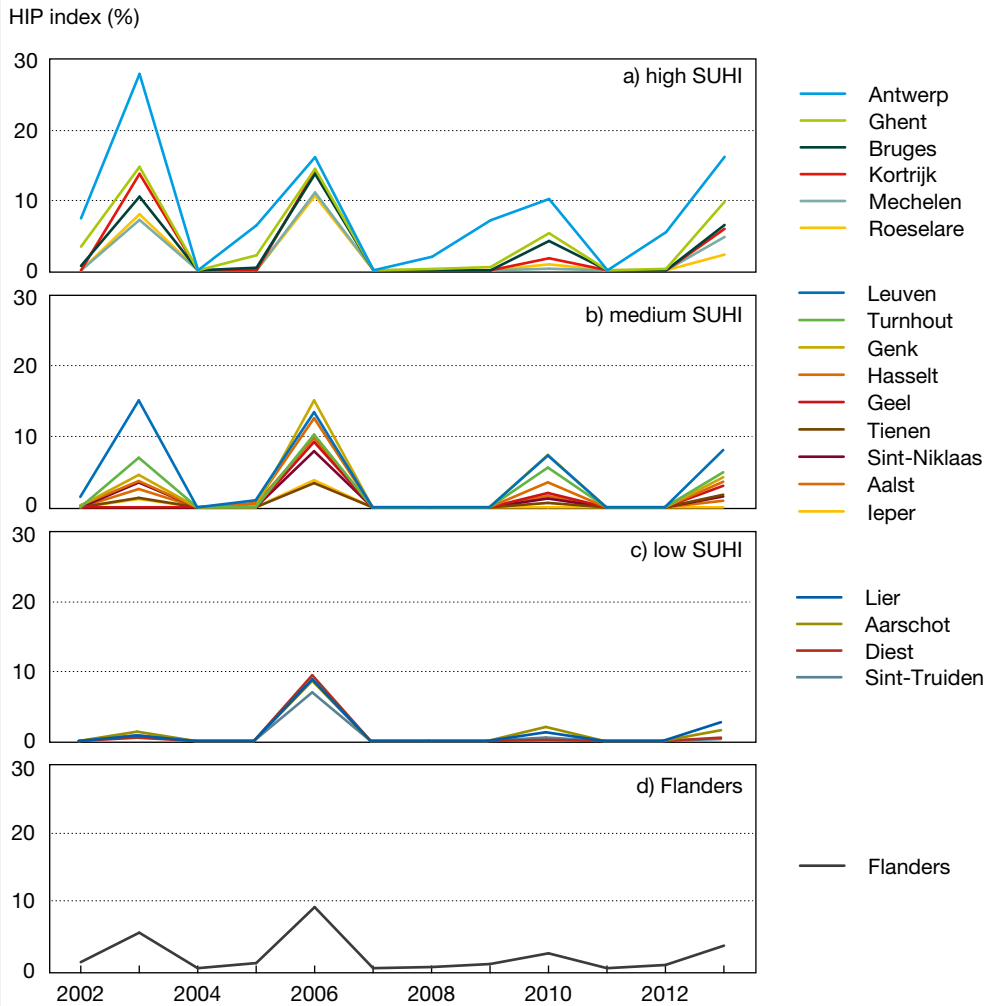 HIP index (%)
a) high SUHI
30
20
10
0
Antwerp
Ghent
Bruges
Kortrijk
Mechelen
Roeselare
b) medium SUHI
30
20
10
0
Leuven
Turnhout
Genk
Hasselt
Geel
Tienen
Sint-Niklaas
Aalst
Ieper
c) low SUHI
30
20
10
0
Lier
Aarschot
Diest
Sint-Truiden
d) Flanders
30
20
10
0
Flanders
2002 2004 2006 2008 2010 2012